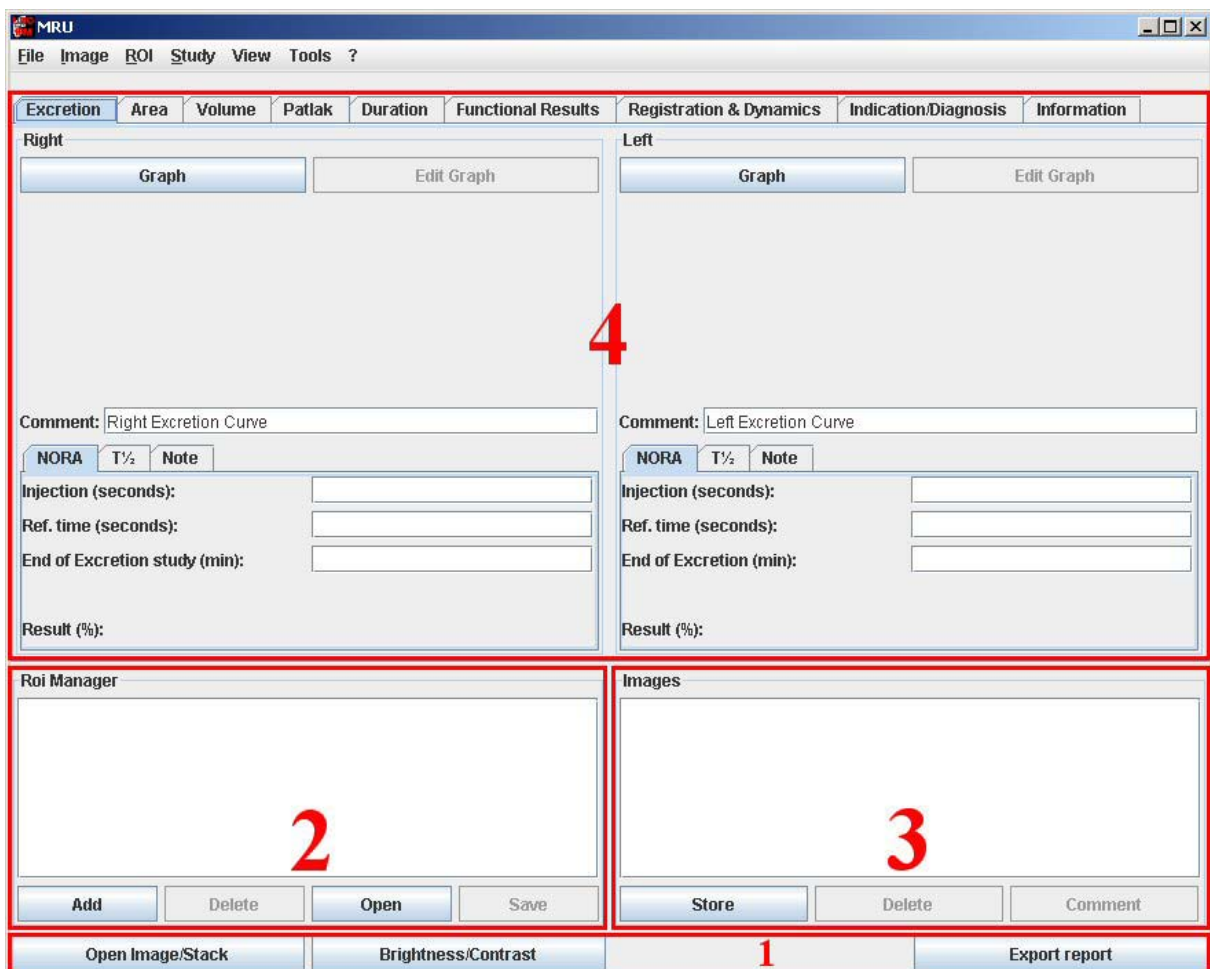 MRU
File Image ROI Study View Tools ?
Excretion Area Volume Patlak Duration Functional Results Registration & Dynamics Indication/Diagnosis Information
Right Left
Graph Edit Graph Graph Edit Graph
4
Comment: Right Excretion Curve Comment: Left Excretion Curve
NORA T½ Note NORA T½ Note
Injection (seconds): Injection (seconds):
Ref. time (seconds): Ref. time (seconds):
End of Excretion study (min): End of Excretion (min):
Result (%): Result (%):
Roi Manager Images
2 3
Add Delete Open Save Store Delete Comment
Open Image/Stack Brightness/Contrast 1 Export report